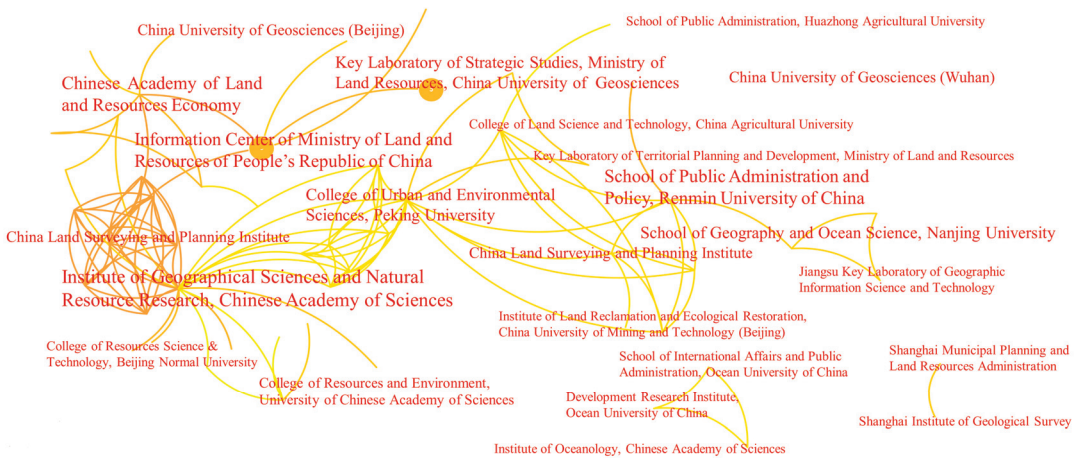 School of Public Administration, Huazhong Agricultural University
China University of Geosciences (Beijing)
Key Laboratory of Strategic Studies, Ministry of
Land Resources, China University of Geosciences
China University of Geosciences (Wuhan)
Chinese Academy of Land
and Resources Economy
College of Land Science and Technology, China Agricultural University
Information Center of Ministry of Land and
Resources of People's Republic of China
Key Laboratory of Territorial Planning and Development, Ministry of Land and Resources
School of Public Administration and
Policy, Renmin University of China
College of Urban and Environmental
Sciences, Peking University
China Land Surveying and Planning Institute
School of Geography and Ocean Science, Nanjing University
China Land Surveying and Planning Institute
Institute of Geographical Sciences and Natural
Resource Research, Chinese Academy of Sciences
Jiangsu Key Laboratory of Geographic
Information Science and Technology
Institute of Land Reclamation and Ecological Restoration,
China University of Mining and Technology (Beijing)
College of Resources Science &
Technology, Beijing Normal University
School of International Affairs and Public
Administration, Ocean University of China
Shanghai Municipal Planning and
Land Resources Administration
College of Resources and Environment,
University of Chinese Academy of Sciences
Development Research Institute,
Ocean University of China
Shanghai Institute of Geological Survey
Institute of Oceanology, Chinese Academy of Sciences